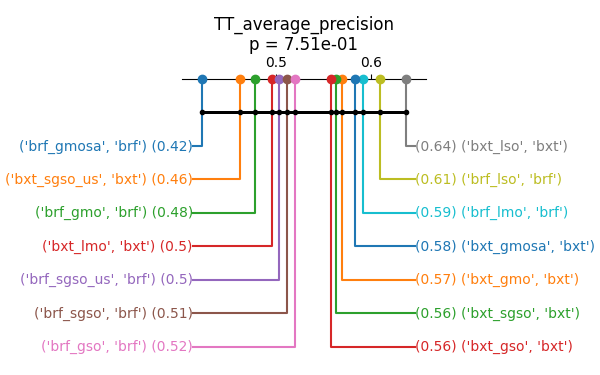 TT_average_precision
p = 7.51e-01
0.5 0.6
('brf_gmosa', 'brf') (0.42)
('bxt_sgso_us', 'bxt') (0.46)
('brf_gmo', 'brf') (0.48)
('bxt_lmo', 'bxt') (0.5)
('brf_sgso_us', 'brf') (0.5)
('brf_sgso', 'brf') (0.51)
('brf_gso', 'brf') (0.52)
(0.64) ('bxt_lso', 'bxt')
(0.61) ('brf_lso', 'brf')
(0.59) ('brf_lmo', 'brf')
(0.58) ('bxt_gmosa', 'bxt')
(0.57) ('bxt_gmo', 'bxt')
(0.56) ('bxt_sgso', 'bxt')
(0.56) ('bxt_gso', 'bxt')